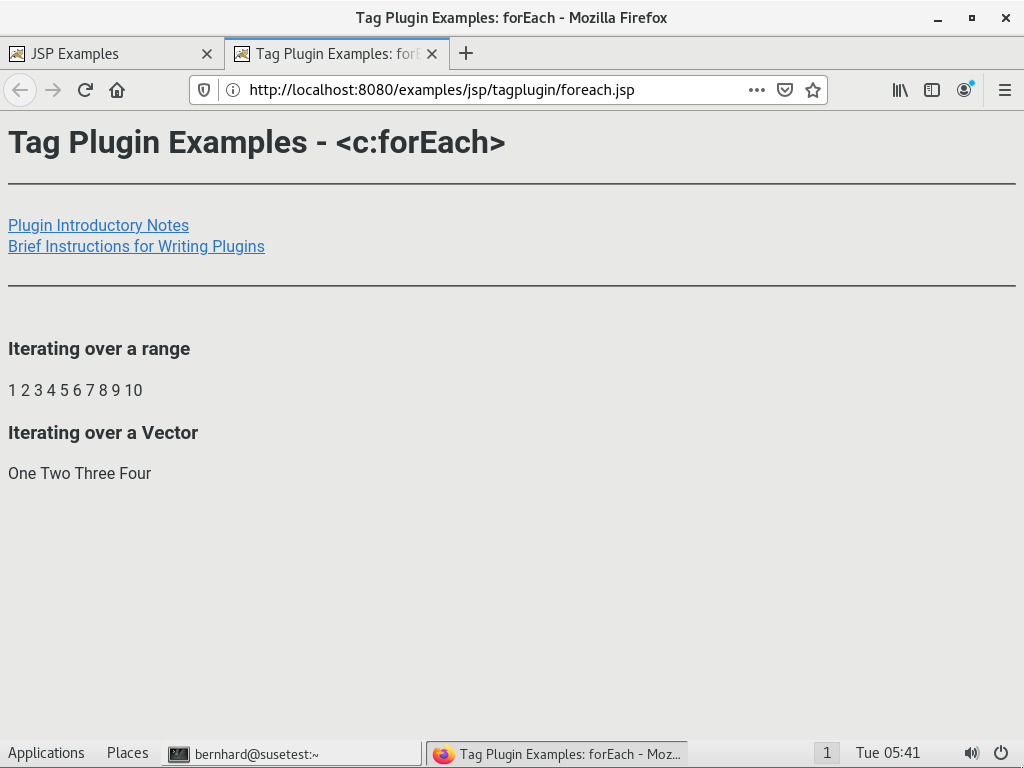 Tag Plugin Examples: forEach - Mozilla Firefox
JSP Examples
Tag Plugin Examples: forE
http://localhost:8080/examples/jsp/tagplugin/foreach.jsp
Tag Plugin Examples - <c:forEach>
Plugin Introductory Notes
Brief Instructions for Writing Plugins
Iterating over a range
1 2 3 4 5 6 7 8 9 10
Iterating over a Vector
One Two Three Four
Applications Places bernhard@susetest:~ Tag Plugin Examples: forEach - Moz... 1 Tue 05:41